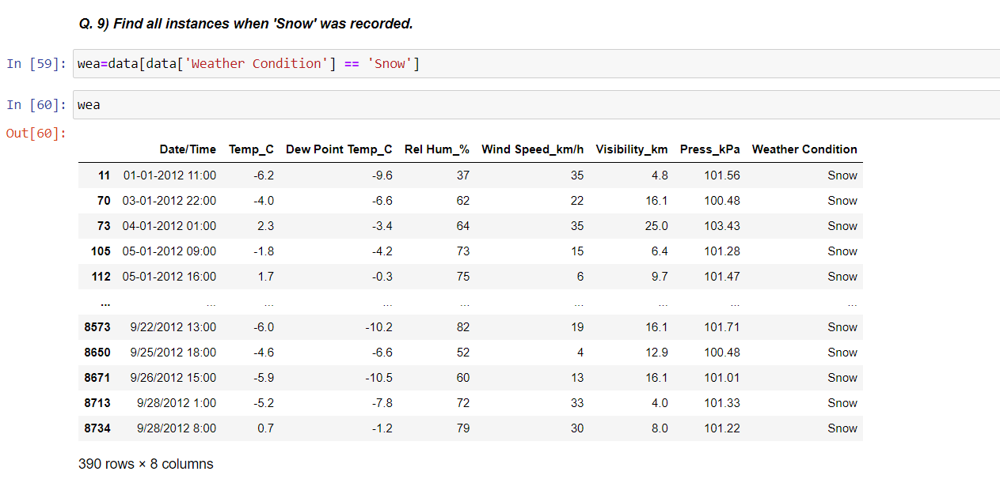 Q. 9) Find all instances when 'Snow' was recorded.
In [59]: wea=data[data['Weather Condition'] == 'Snow']
In [60]: wea
Out[60]:
Date/Time Temp_C Dew Point Temp_C Rel Hum_% Wind Speed_km/h Visibility_km Press_kPa Weather Condition
11 01-01-2012 11:00 -6.2 -9.6 37 35 4.8 101.56 Snow
70 03-01-2012 22:00 -4.0 -6.6 62 22 16.1 100.48 Snow
73 04-01-2012 01:00 2.3 -3.4 64 35 25.0 103.43 Snow
105 05-01-2012 09:00 -1.8 -4.2 73 15 6.4 101.28 Snow
112 05-01-2012 16:00 1.7 -0.3 75 6 9.7 101.47 Snow
... ... ... ... ... ... ... ... ...
8573 9/22/2012 13:00 -6.0 -10.2 82 19 16.1 101.71 Snow
8650 9/25/2012 18:00 -4.6 -6.6 52 4 12.9 100.48 Snow
8671 9/26/2012 15:00 -5.9 -10.5 60 13 16.1 101.01 Snow
8713 9/28/2012 1:00 -5.2 -7.8 72 33 4.0 101.33 Snow
8734 9/28/2012 8:00 0.7 -1.2 79 30 8.0 101.22 Snow
390 rows × 8 columns